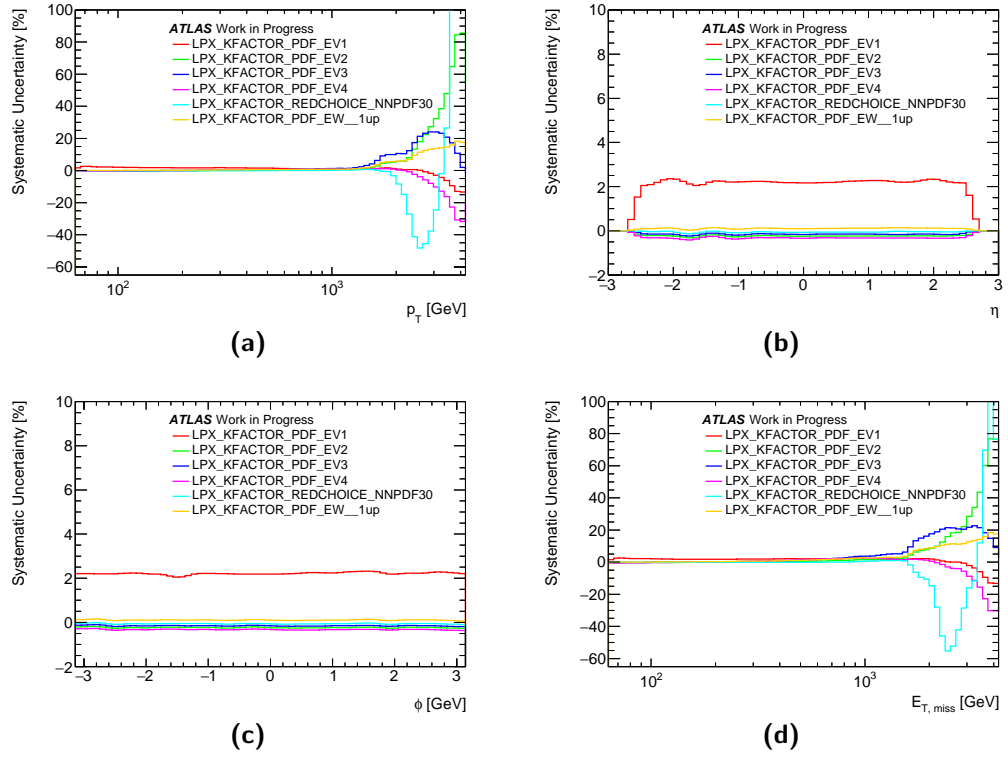 Systematic Uncertainty [%]
100
80
60
40
20
0
−20
−40
−60
ATLAS Work in Progress
LPX_KFACTOR_PDF_EV1
LPX_KFACTOR_PDF_EV2
LPX_KFACTOR_PDF_EV3
LPX_KFACTOR_PDF_EV4
LPX_KFACTOR_REDCHOICE_NNPDF30
LPX_KFACTOR_PDF_EW__1up
10²
10³
p_T [GeV]
(a)
Systematic Uncertainty [%]
10
8
6
4
2
0
−2
ATLAS Work in Progress
LPX_KFACTOR_PDF_EV1
LPX_KFACTOR_PDF_EV2
LPX_KFACTOR_PDF_EV3
LPX_KFACTOR_PDF_EV4
LPX_KFACTOR_REDCHOICE_NNPDF30
LPX_KFACTOR_PDF_EW__1up
−3 −2 −1 0 1 2 3
η
(b)
Systematic Uncertainty [%]
10
8
6
4
2
0
−2
ATLAS Work in Progress
LPX_KFACTOR_PDF_EV1
LPX_KFACTOR_PDF_EV2
LPX_KFACTOR_PDF_EV3
LPX_KFACTOR_PDF_EV4
LPX_KFACTOR_REDCHOICE_NNPDF30
LPX_KFACTOR_PDF_EW__1up
−3 −2 −1 0 1 2 3
ϕ [GeV]
(c)
Systematic Uncertainty [%]
100
80
60
40
20
0
−20
−40
−60
ATLAS Work in Progress
LPX_KFACTOR_PDF_EV1
LPX_KFACTOR_PDF_EV2
LPX_KFACTOR_PDF_EV3
LPX_KFACTOR_PDF_EV4
LPX_KFACTOR_REDCHOICE_NNPDF30
LPX_KFACTOR_PDF_EW__1up
10²
10³
E_T, miss [GeV]
(d)